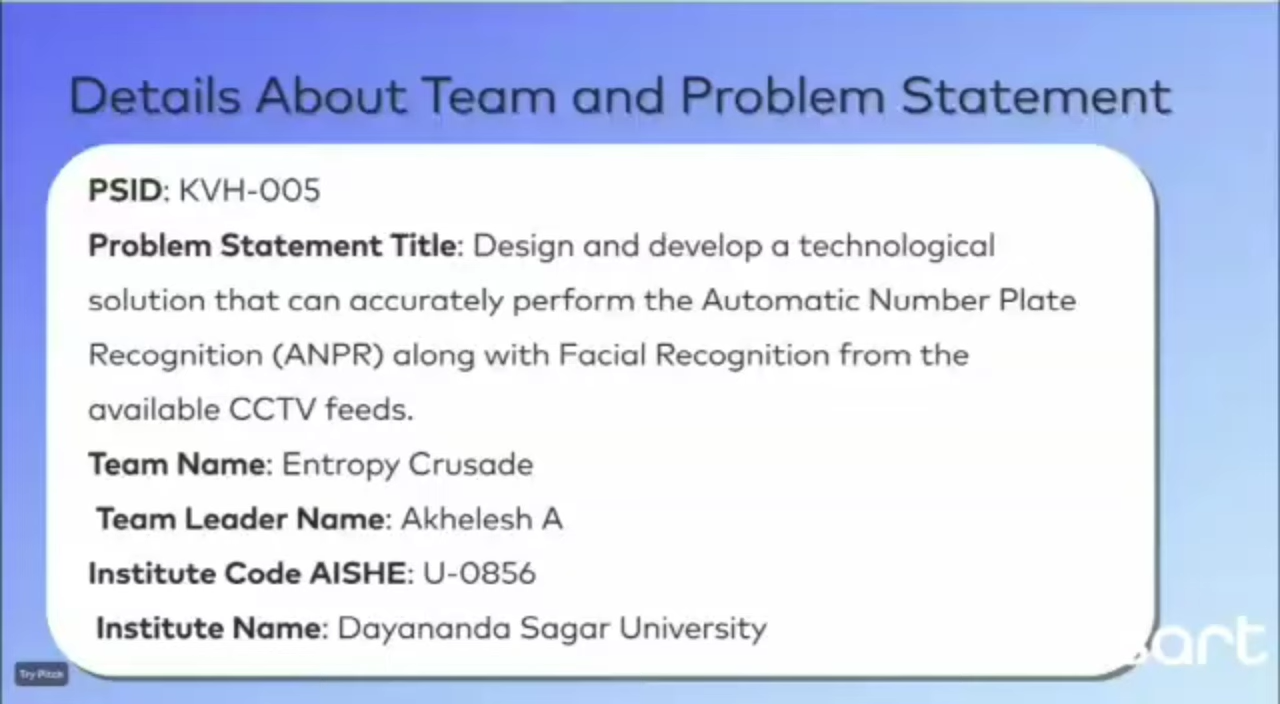 Details About Team and Problem Statement
PSID: KVH-005
Problem Statement Title: Design and develop a technological
solution that can accurately perform the Automatic Number Plate
Recognition (ANPR) along with Facial Recognition from the
available CCTV feeds.
Team Name: Entropy Crusade
Team Leader Name: Akhelesh A
Institute Code AISHE: U-0856
Institute Name: Dayananda Sagar University
Try Pitch